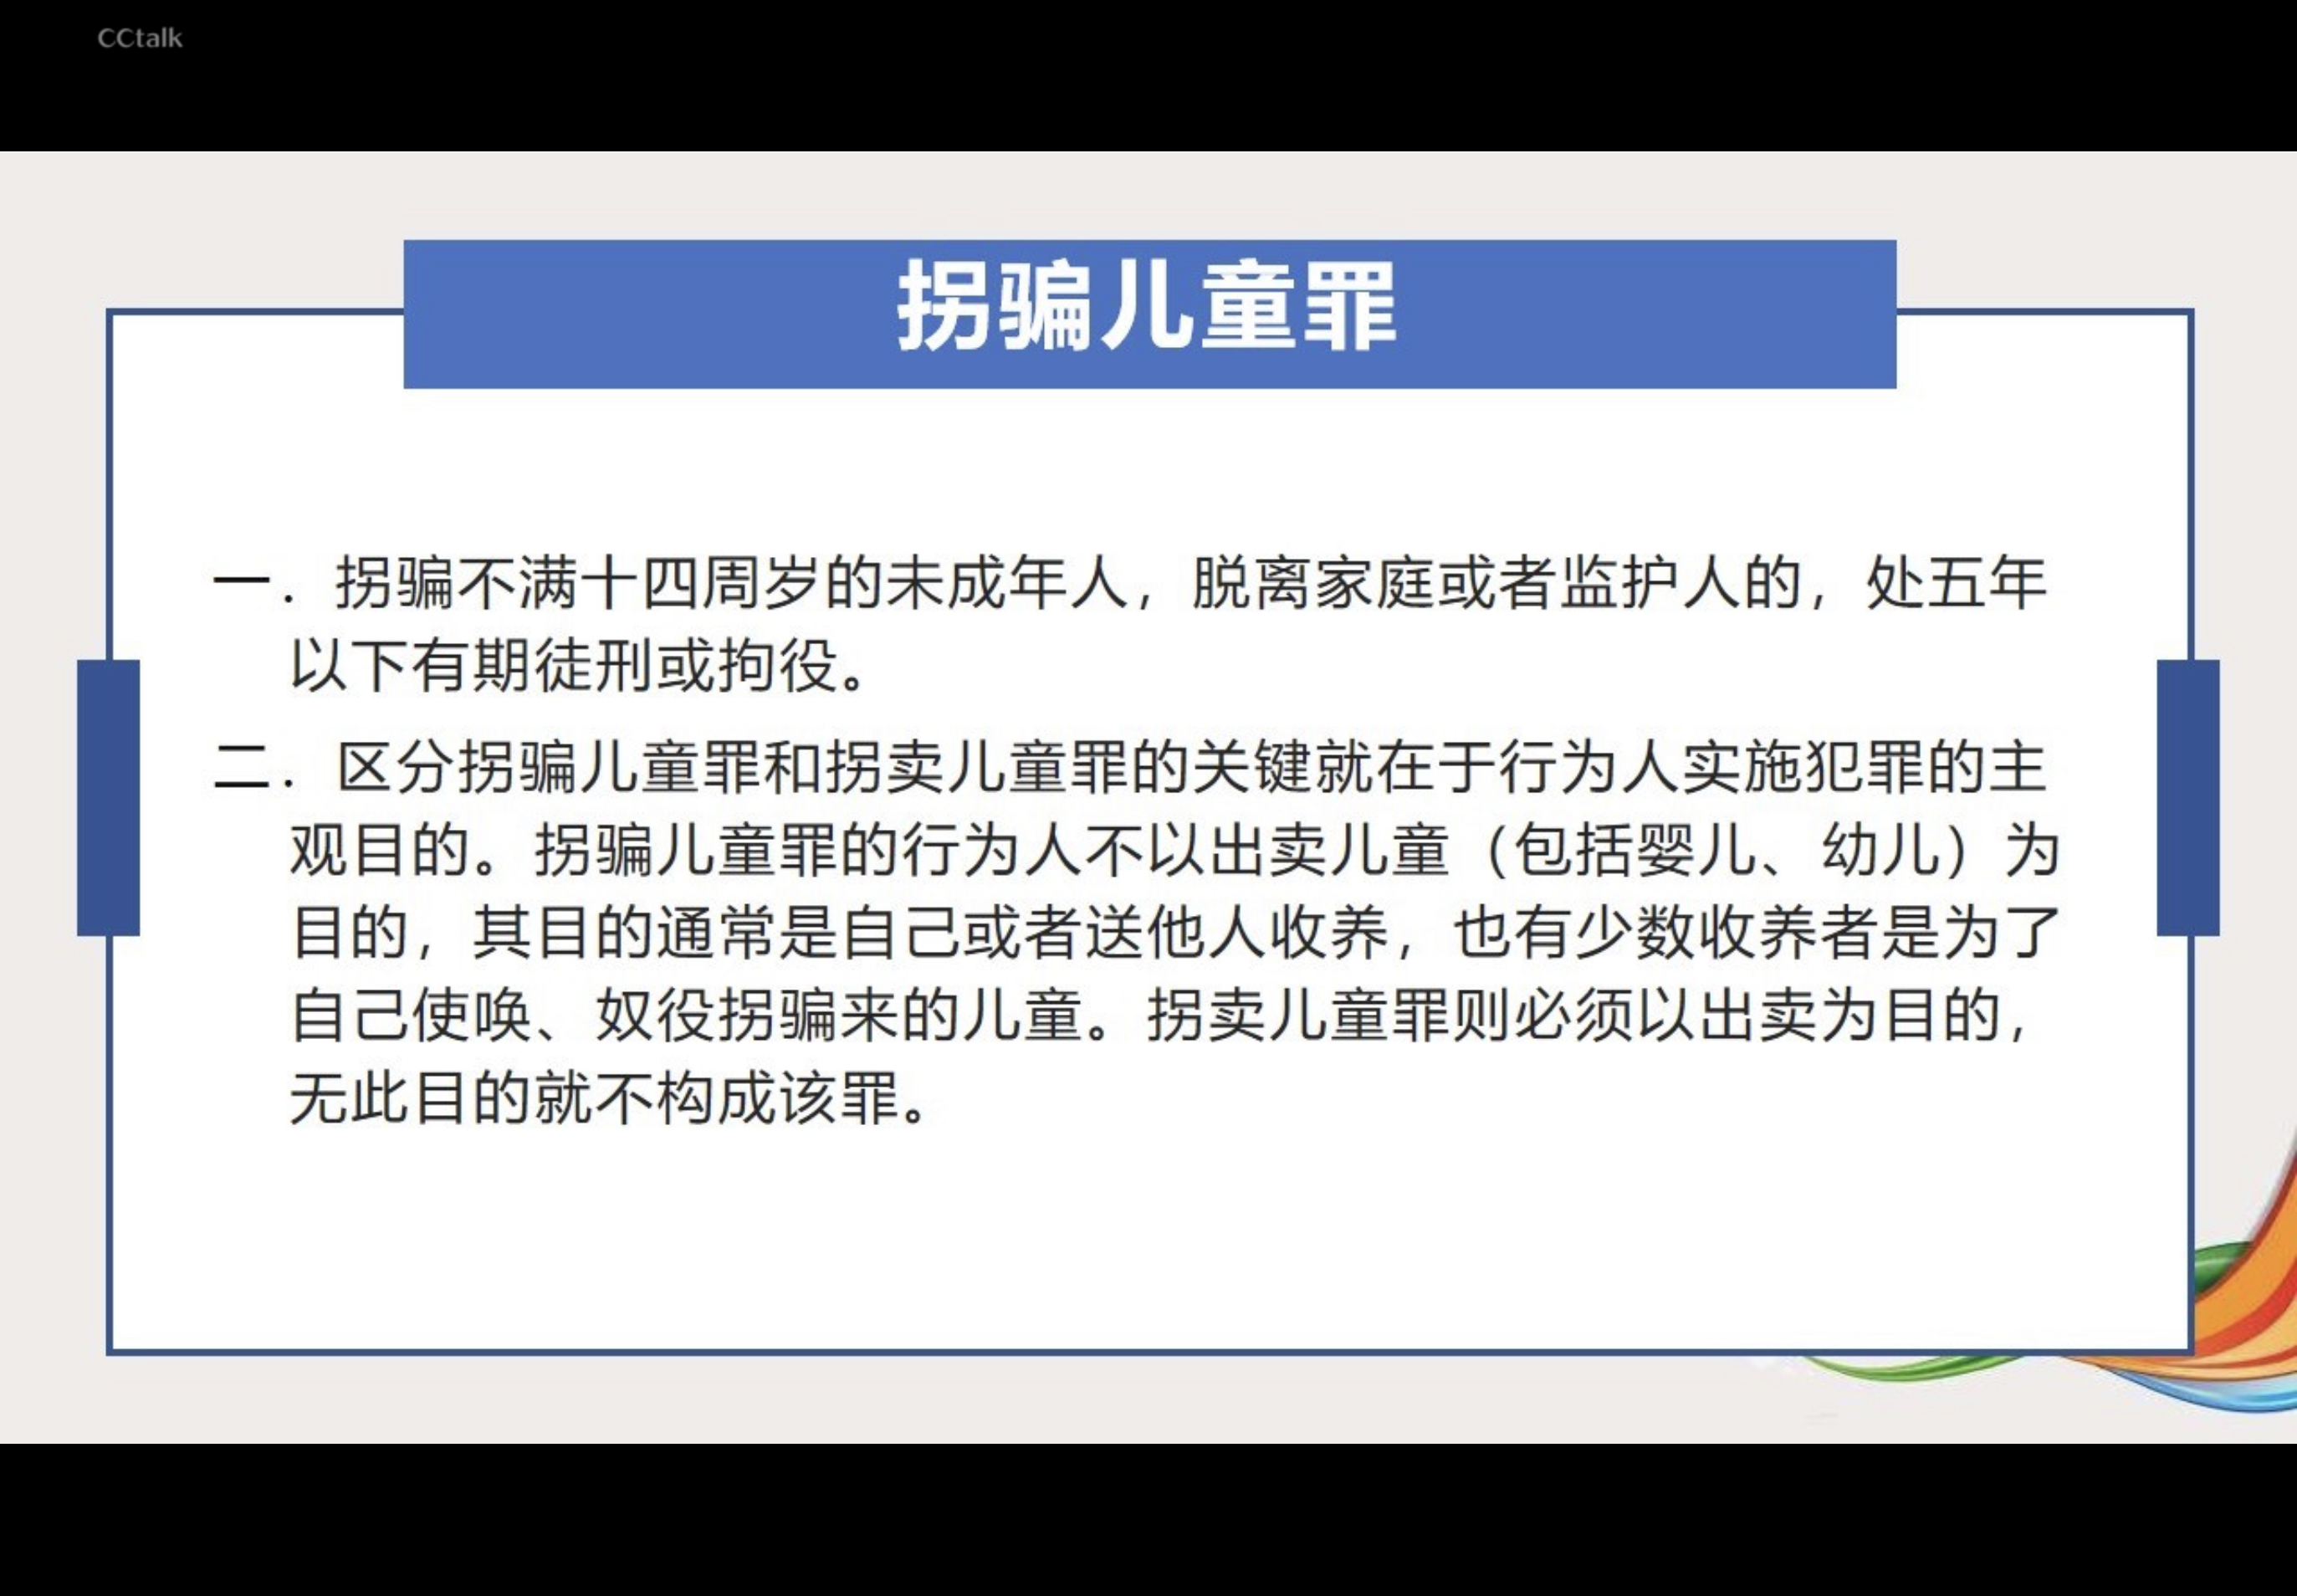 CCtalk
拐骗儿童罪
一．拐骗不满十四周岁的未成年人，脱离家庭或者监护人的，处五年
以下有期徒刑或拘役。
二．区分拐骗儿童罪和拐卖儿童罪的关键就在于行为人实施犯罪的主
观目的。拐骗儿童罪的行为人不以出卖儿童（包括婴儿、幼儿）为
目的，其目的通常是自己或者送他人收养，也有少数收养者是为了
自己使唤、奴役拐骗来的儿童。拐卖儿童罪则必须以出卖为目的，
无此目的就不构成该罪。